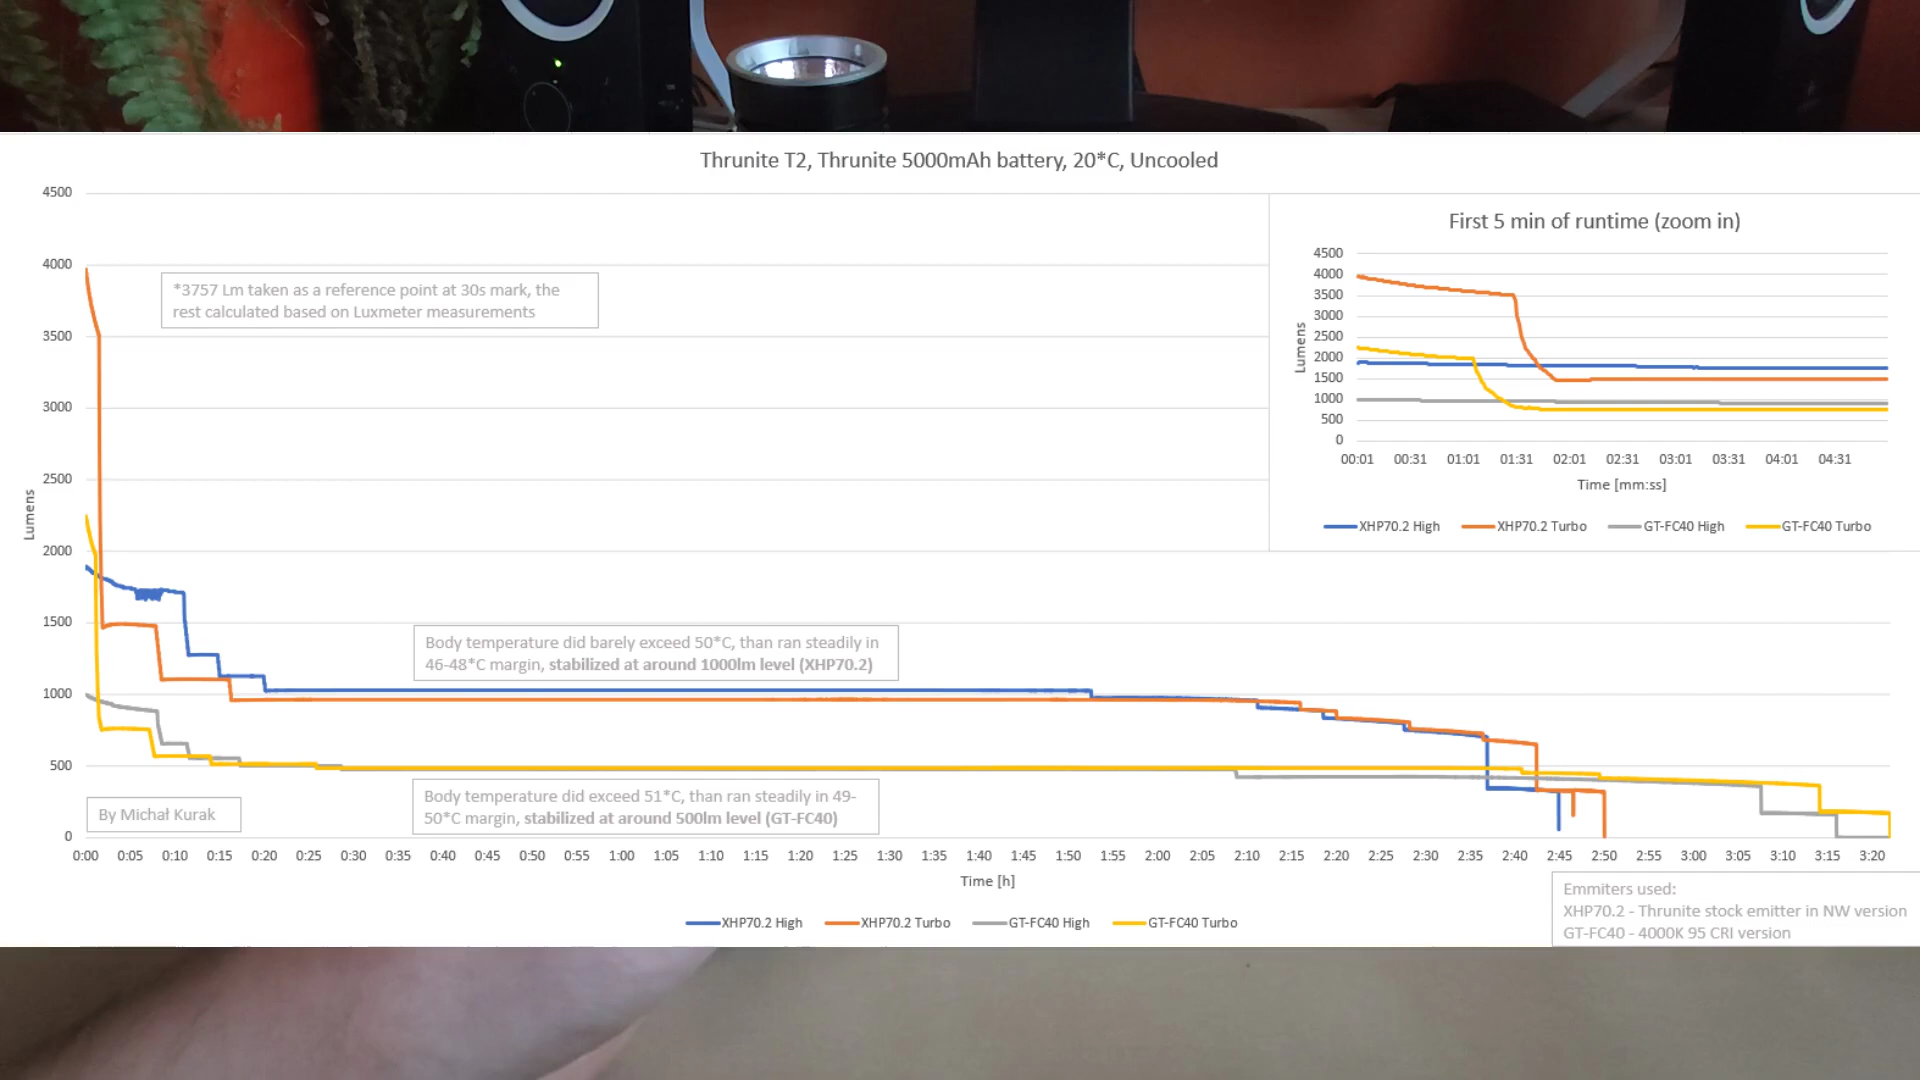 Thrunite T2, Thrunite 5000mAh battery, 20*C, Uncooled
4500
4000
3500
3000
2500
2000
1500
1000
500
0
Lumens
*3757 Lm taken as a reference point at 30s mark, the
rest calculated based on Luxmeter measurements
First 5 min of runtime (zoom in)
4500
4000
3500
3000
2500
2000
1500
1000
500
0
Lumens
00:01 00:31 01:01 01:31 02:01 02:31 03:01 03:31 04:01 04:31
Time [mm:ss]
XHP70.2 High XHP70.2 Turbo GT-FC40 High GT-FC40 Turbo
Body temperature did barely exceed 50*C, than ran steadily in
46-48*C margin, stabilized at around 1000lm level (XHP70.2)
Body temperature did exceed 51*C, than ran steadily in 49-
50*C margin, stabilized at around 500lm level (GT-FC40)
By Michał Kurak
0:00 0:05 0:10 0:15 0:20 0:25 0:30 0:35 0:40 0:45 0:50 0:55 1:00 1:05 1:10 1:15 1:20 1:25 1:30 1:35 1:40 1:45 1:50 1:55 2:00 2:05 2:10 2:15 2:20 2:25 2:30 2:35 2:40 2:45 2:50 2:55 3:00 3:05 3:10 3:15 3:20
Time [h]
XHP70.2 High XHP70.2 Turbo GT-FC40 High GT-FC40 Turbo
Emmiters used:
XHP70.2 - Thrunite stock emitter in NW version
GT-FC40 - 4000K 95 CRI version